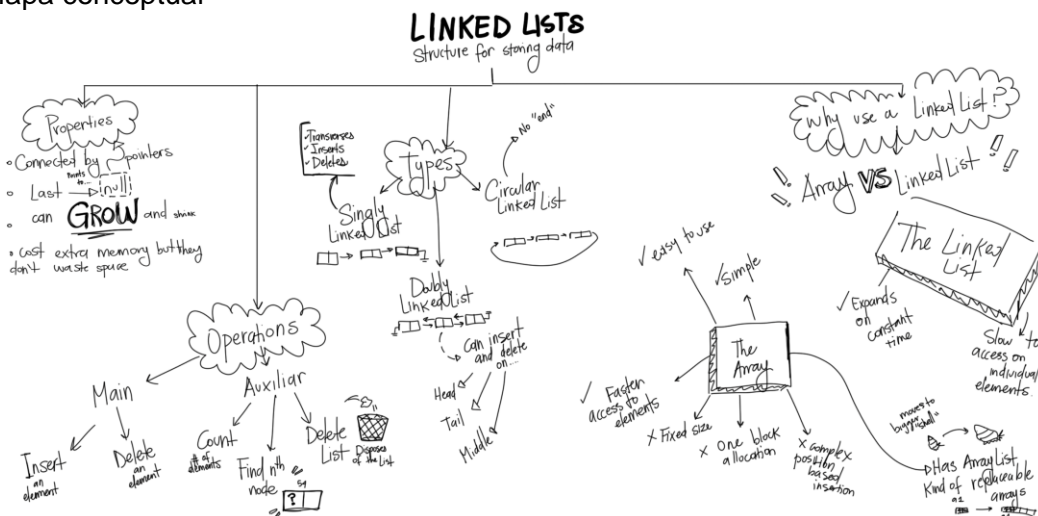 Mapa conceptual
LINKED LISTS
Structure for storing data
Properties
Connected by pointers
Last points to... null
can GROW and shrink
cost extra memory but they
don't waste space
Operations
Main
Insert
an
element
Delete
an
element
Auxiliar
Count
# of
elements
Find nth
node
?
54
Delete
List
Disposes
of the List
Types
Singly
Linked List
✓Transverses
✓Inserts
✓Deletes
Doubly
Linked List
Can insert
and delete
on...
Head
Tail
Middle
Circular
Linked List
No "end"
Why use a Linked List?
!! Array VS Linked List !!
The
Array
✓ easy to use
✓ Simple
✓ Faster
access to
elements
X Fixed size
X One block
allocation
X complex
position
based
insertion
Has ArrayList,
Kind of replaceable
arrays
moves to
bigger "shell"
The Linked
List
✓ Expands
on
constant
time
Slow to
access on
individual
elements.